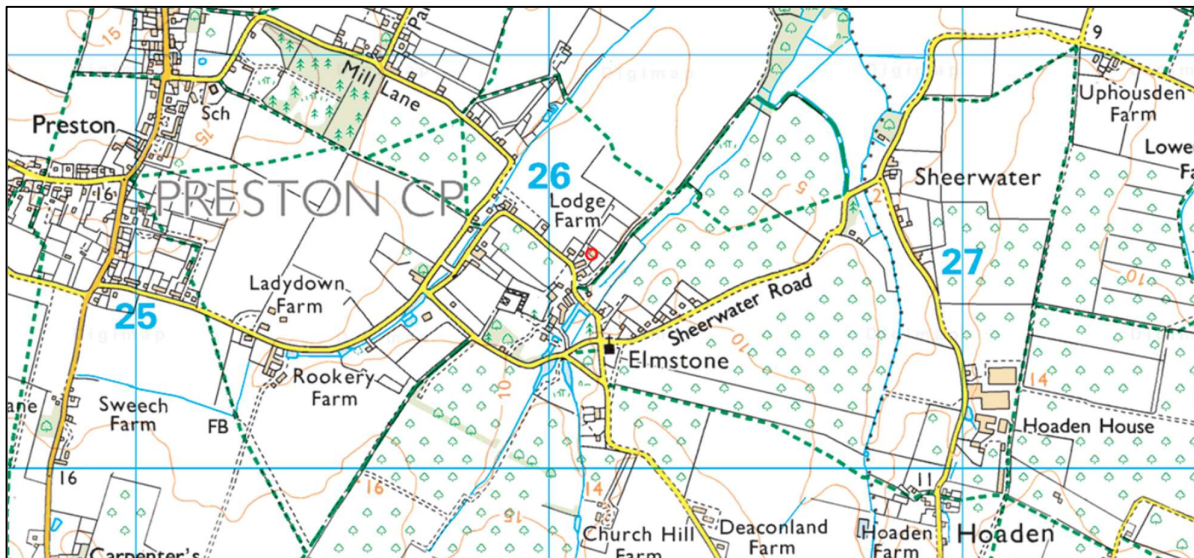 15
9
Mill
Lane
Sch
15
Uphousden
Farm
Preston
16
PRESTON CP
26
Lodge
Farm
5
Sheerwater
2
27
10
Ladydown
Farm
25
Sheerwater Road
10
Elmstone
10
Rookery
Farm
14
Sweech
Farm
FB
Hoaden House
16
16
14
15
11
Church Hill
Farm
Deaconland
Farm
Hoaden
Farm
Hoaden
Carpenter's